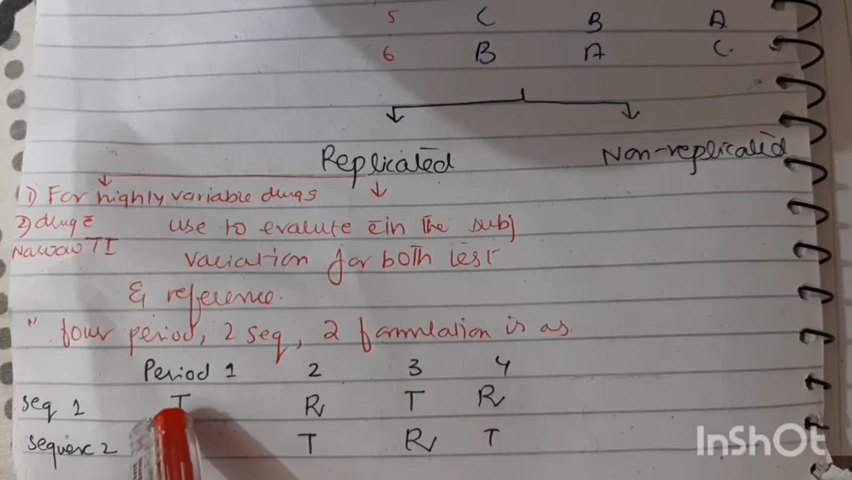 5 C B A
6 B A C
Replicated Non-replicated
1) For highly variable drugs
2) drug c̄ use to evalute c̄in the subj
Narrow TI variation for both test
& reference.
" four period, 2 seq, 2 formulation is as.
Period 1 2 3 4
Seq 1 T R T R
Sequence 2 T R T
InShOt